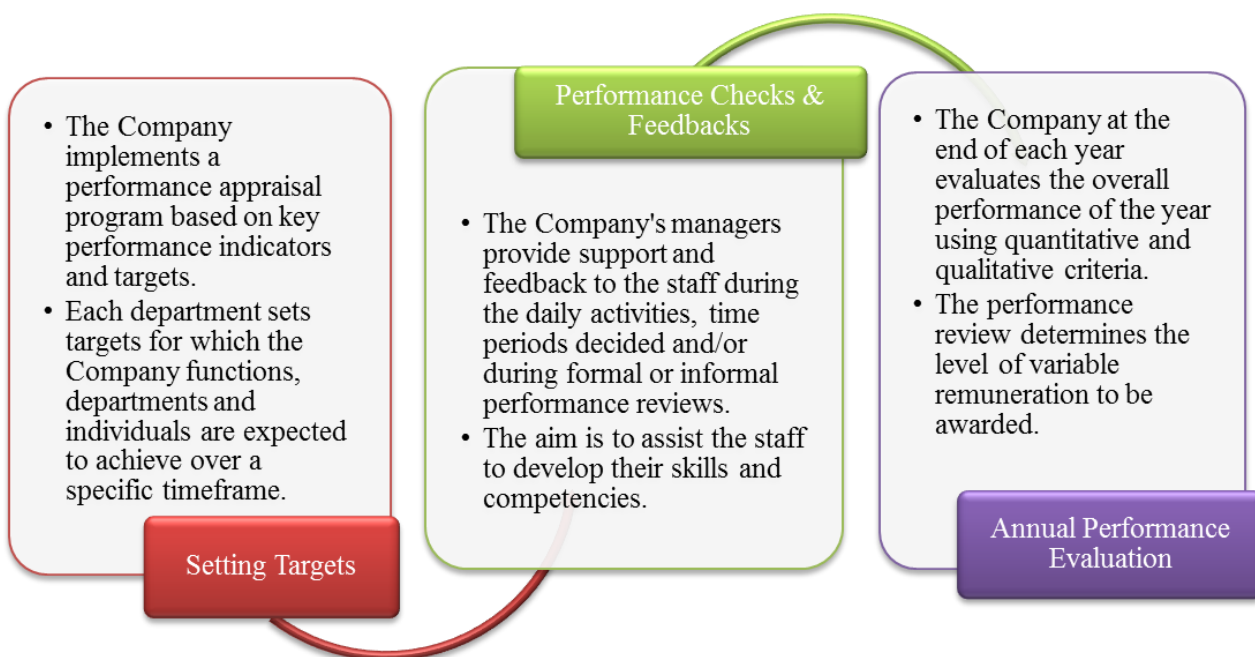 • The Company
implements a
performance appraisal
program based on key
performance indicators
and targets.
• Each department sets
targets for which the
Company functions,
departments and
individuals are expected
to achieve over a
specific timeframe.
Setting Targets
Performance Checks &
Feedbacks
• The Company's managers
provide support and
feedback to the staff during
the daily activities, time
periods decided and/or
during formal or informal
performance reviews.
• The aim is to assist the staff
to develop their skills and
competencies.
• The Company at the
end of each year
evaluates the overall
performance of the year
using quantitative and
qualitative criteria.
• The performance
review determines the
level of variable
remuneration to be
awarded.
Annual Performance
Evaluation